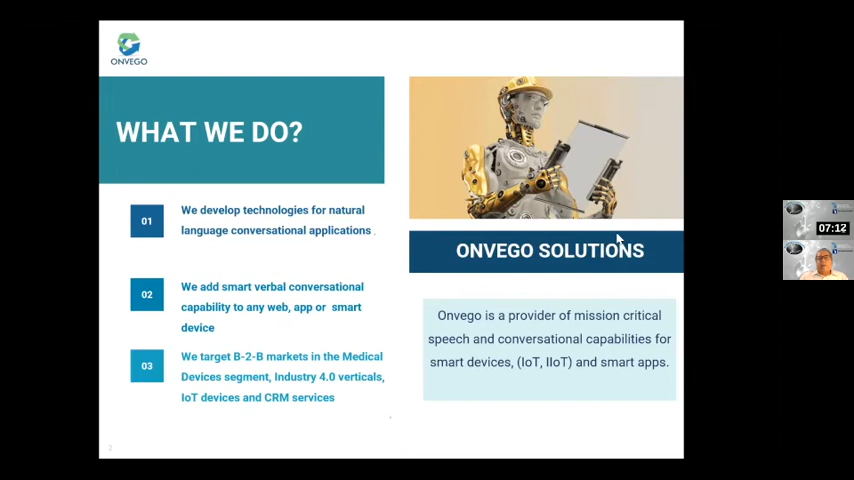 ONVEGO
WHAT WE DO?
01
We develop technologies for natural
language conversational applications .
02
We add smart verbal conversational
capability to any web, app or smart
device
03
We target B-2-B markets in the Medical
Devices segment, Industry 4.0 verticals,
IoT devices and CRM services
2
ONVEGO SOLUTIONS
Onvego is a provider of mission critical
speech and conversational capabilities for
smart devices, (IoT, IIoT) and smart apps.
07:12